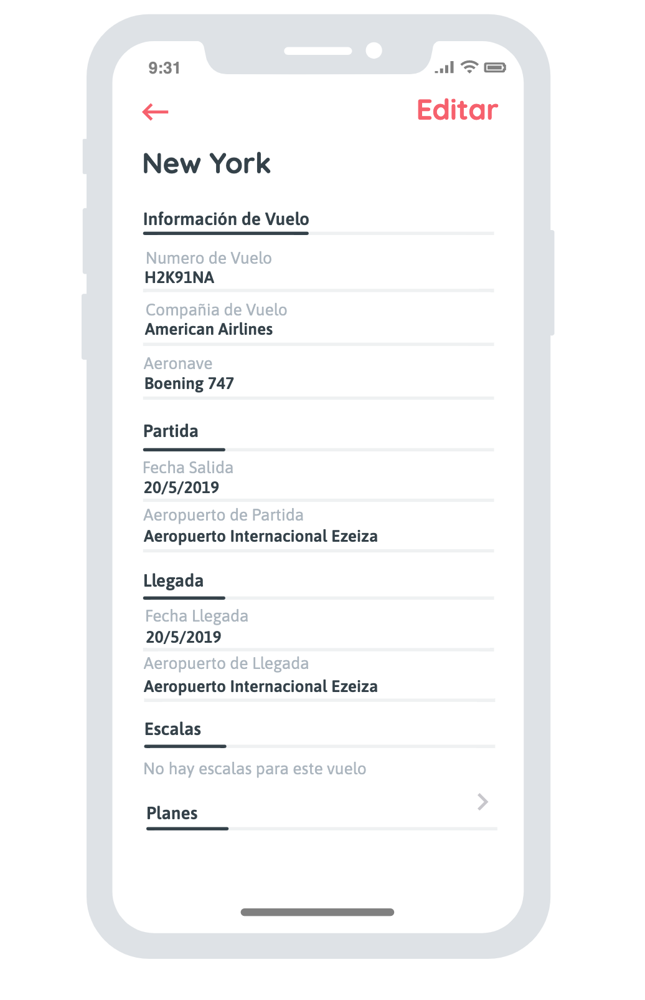 9:31
Editar
New York
Información de Vuelo
Numero de Vuelo
H2K91NA
Compañia de Vuelo
American Airlines
Aeronave
Boening 747
Partida
Fecha Salida
20/5/2019
Aeropuerto de Partida
Aeropuerto Internacional Ezeiza
Llegada
Fecha Llegada
20/5/2019
Aeropuerto de Llegada
Aeropuerto Internacional Ezeiza
Escalas
No hay escalas para este vuelo
Planes